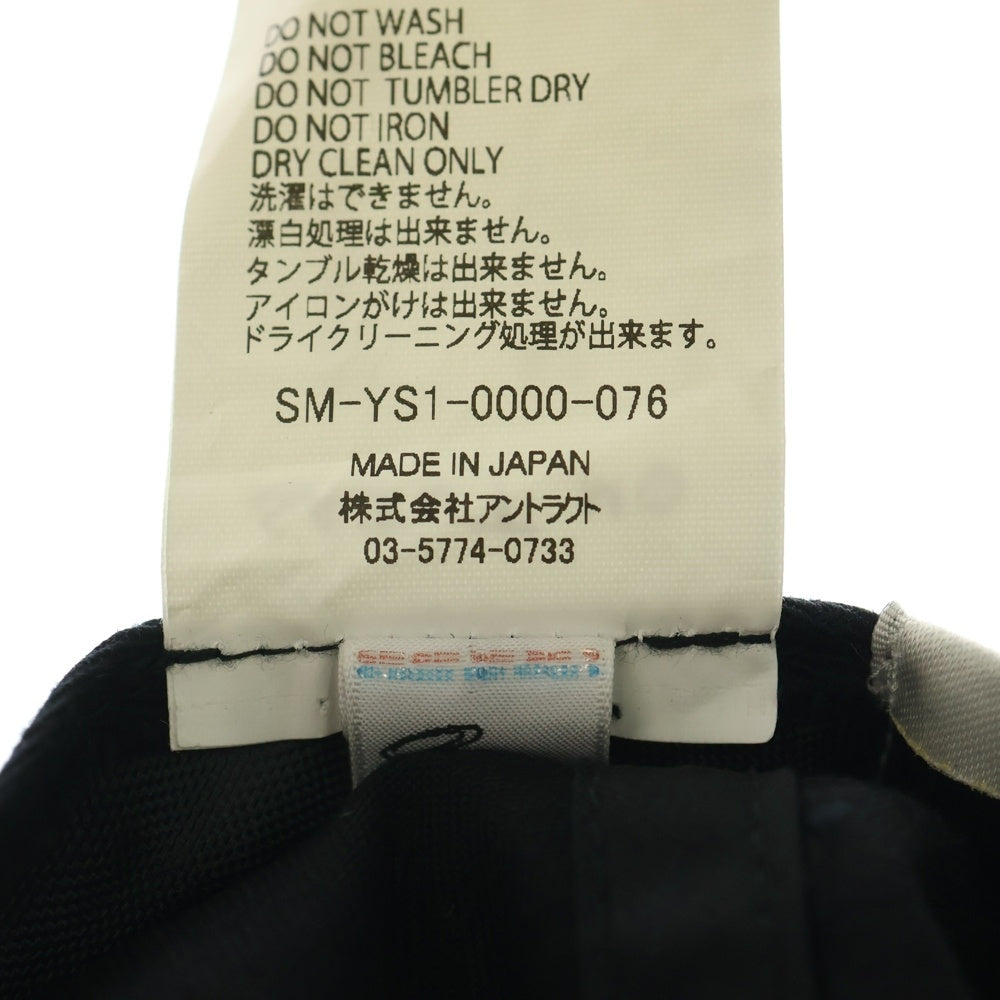 DO NOT WASH
DO NOT BLEACH
DO NOT TUMBLER DRY
DO NOT IRON
DRY CLEAN ONLY
洗濯はできません。
漂白処理は出来ません。
タンブル乾燥は出来ません。
アイロンがけは出来ません。
ドライクリーニング処理が出来ます。
SM-YS1-0000-076
MADE IN JAPAN
株式会社アントラクト
03-5774-0733